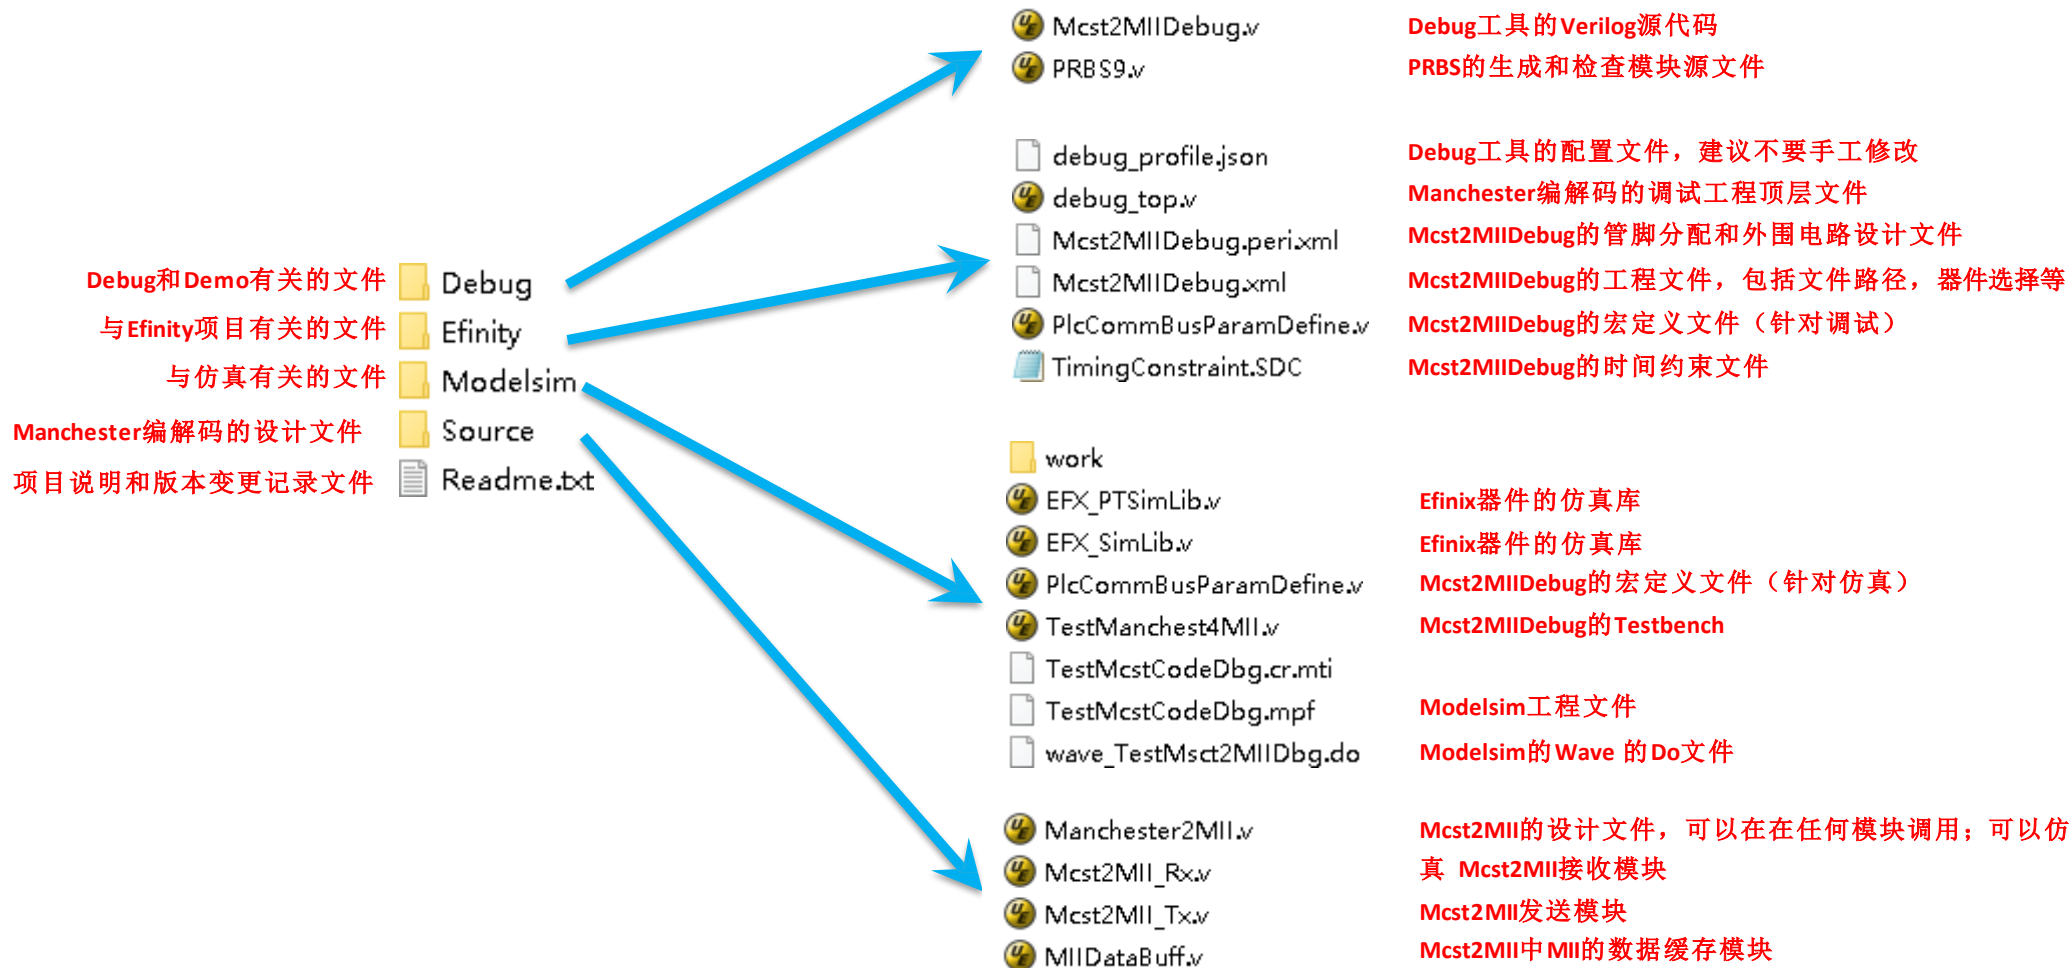 Mcst2MIIDebug.v Debug工具的Verilog源代码
PRBS9.v PRBS的生成和检查模块源文件
debug_profile.json Debug工具的配置文件，建议不要手工修改
debug_top.v Manchester编解码的调试工程顶层文件
Mcst2MIIDebug.peri.xml Mcst2MIIDebug的管脚分配和外围电路设计文件
Mcst2MIIDebug.xml Mcst2MIIDebug的工程文件，包括文件路径，器件选择等
PlcCommBusParamDefine.v Mcst2MIIDebug的宏定义文件（针对调试）
TimingConstraint.SDC Mcst2MIIDebug的时间约束文件
Debug和Demo有关的文件 Debug
与Efinity项目有关的文件 Efinity
与仿真有关的文件 Modelsim
Manchester编解码的设计文件 Source
项目说明和版本变更记录文件 Readme.txt
work
EFX_PTSimLib.v Efinix器件的仿真库
EFX_SimLib.v Efinix器件的仿真库
PlcCommBusParamDefine.v Mcst2MIIDebug的宏定义文件（针对仿真）
TestManchest4MII.v Mcst2MIIDebug的Testbench
TestMcstCodeDbg.cr.mti
TestMcstCodeDbg.mpf Modelsim工程文件
wave_TestMsct2MIIDbg.do Modelsim的Wave 的Do文件
Manchester2MII.v Mcst2MII的设计文件，可以在在任何模块调用；可以仿
Mcst2MII_Rx.v 真 Mcst2MII接收模块
Mcst2MII_Tx.v Mcst2MII发送模块
MIIDataBuff.v Mcst2MII中MII的数据缓存模块